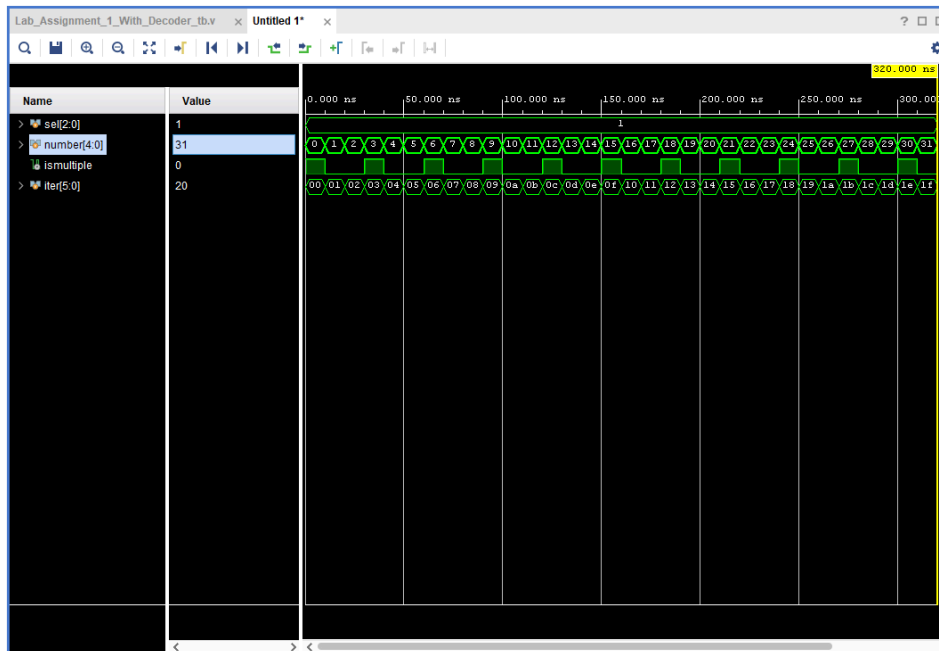 Lab_Assignment_1_With_Decoder_tb.v × Untitled 1* × ?
320.000 ns
Name Value 0.000 ns 50.000 ns 100.000 ns 150.000 ns 200.000 ns 250.000 ns 300.00
sel[2:0] 1 1
number[4:0] 31 0 1 2 3 4 5 6 7 8 9 10 11 12 13 14 15 16 17 18 19 20 21 22 23 24 25 26 27 28 29 30 31
ismultiple 0
iter[5:0] 20 00 01 02 03 04 05 06 07 08 09 0a 0b 0c 0d 0e 0f 10 11 12 13 14 15 16 17 18 19 1a 1b 1c 1d 1e 1f